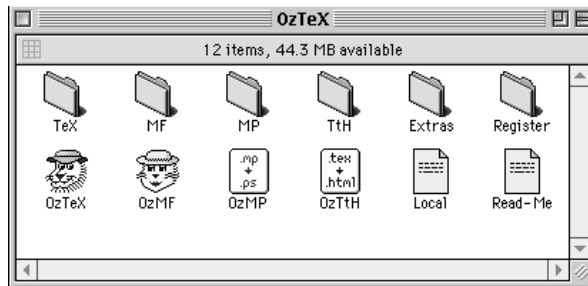 OzTeX
12 items, 44.3 MB available
TeX MF MP TtH Extras Register
.mp .tex
.ps .html
OzTeX OzMF OzMP OzTtH Local Read-Me